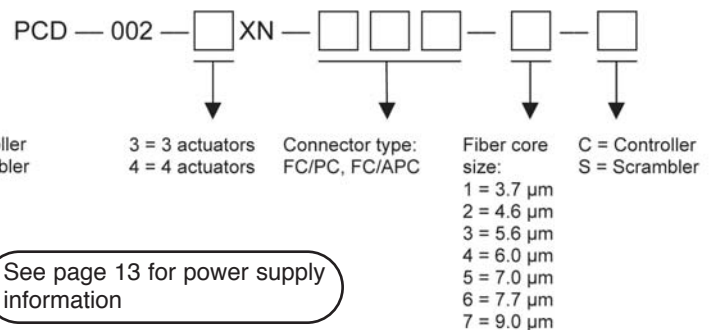 PCD — 002 — □ XN — □ □ □ — □ — □
3 = 3 actuators
4 = 4 actuators
Connector type:
FC/PC, FC/APC
Fiber core
size:
1 = 3.7 µm
2 = 4.6 µm
3 = 5.6 µm
4 = 6.0 µm
5 = 7.0 µm
6 = 7.7 µm
7 = 9.0 µm
C = Controller
S = Scrambler
See page 13 for power supply
information